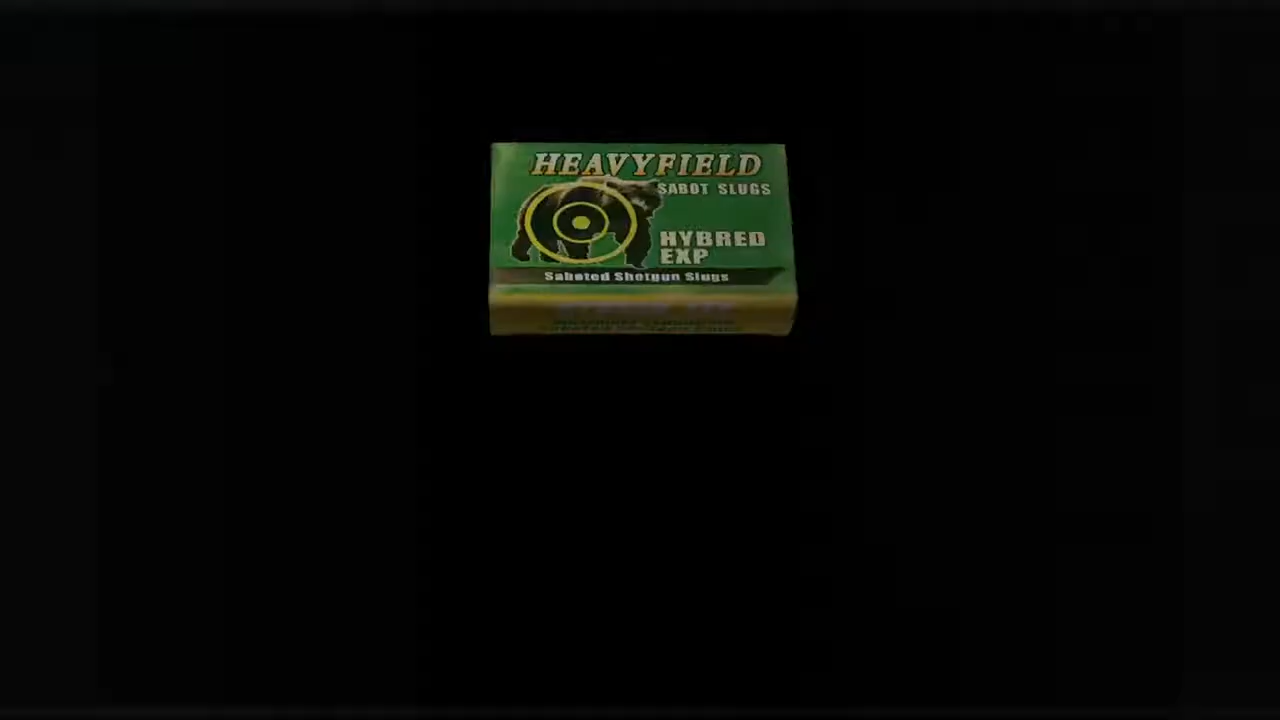 HEAVYFIELD
SABOT SLUGS
HYBRED
EXP
Saboted Shotgun Slugs